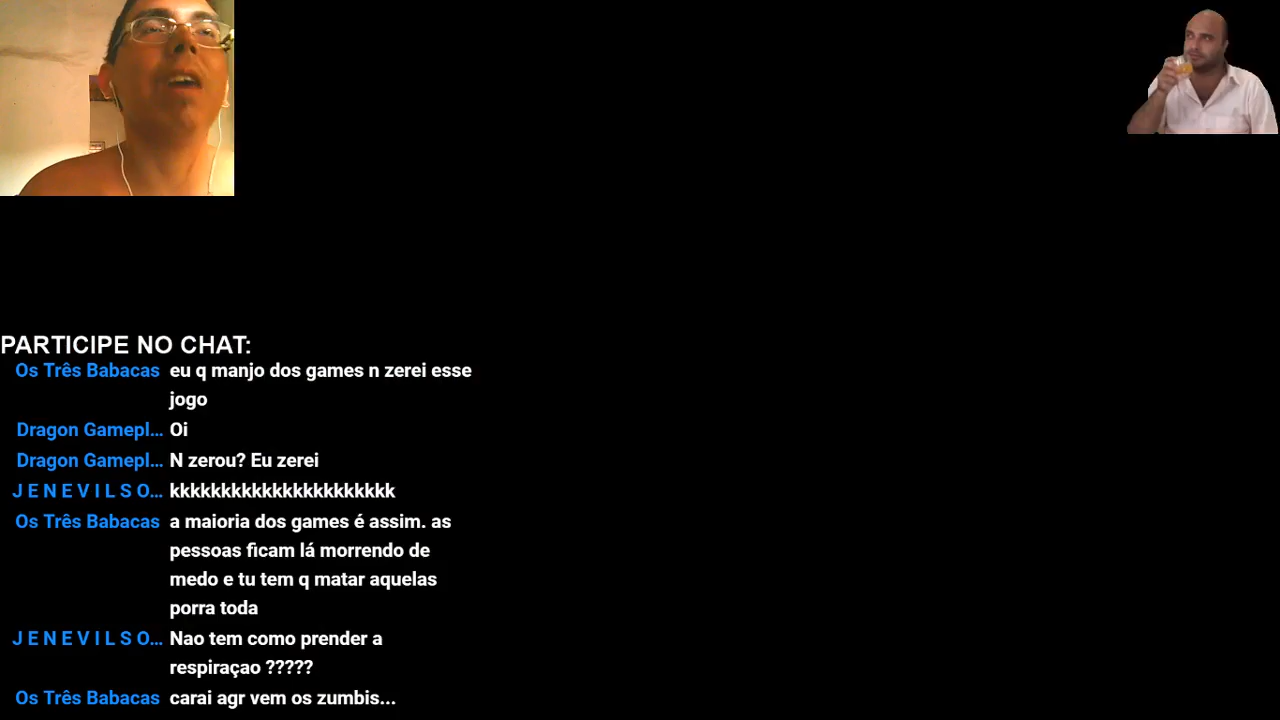 PARTICIPE NO CHAT:
Os Três Babacas eu q manjo dos games n zerei esse
jogo
Dragon Gamepl... Oi
Dragon Gamepl... N zerou? Eu zerei
J E N E V I L S O... kkkkkkkkkkkkkkkkkkkkkk
Os Três Babacas a maioria dos games é assim. as
pessoas ficam lá morrendo de
medo e tu tem q matar aquelas
porra toda
J E N E V I L S O... Nao tem como prender a
respiraçao ?????
Os Três Babacas carai agr vem os zumbis...